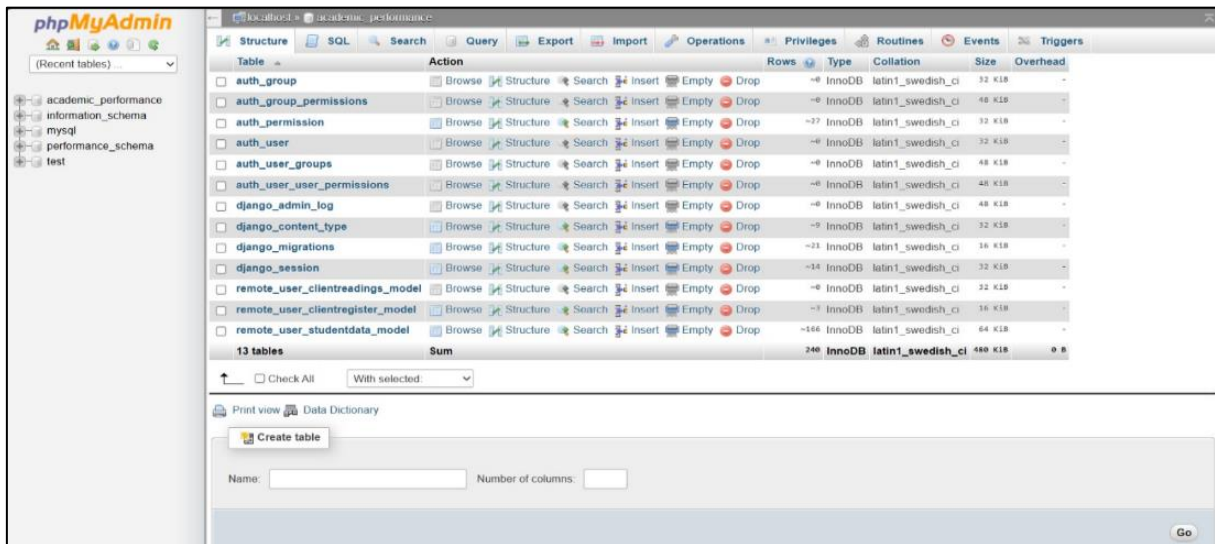 phpMyAdmin
(Recent tables) ...
academic_performance
information_schema
mysql
performance_schema
test
localhost » academic_performance
Structure SQL Search Query Export Import Operations Privileges Routines Events Triggers
Table Action Rows Type Collation Size Overhead
auth_group Browse Structure Search Insert Empty Drop ~0 InnoDB latin1_swedish_ci 32 KiB -
auth_group_permissions Browse Structure Search Insert Empty Drop ~0 InnoDB latin1_swedish_ci 48 KiB -
auth_permission Browse Structure Search Insert Empty Drop ~27 InnoDB latin1_swedish_ci 32 KiB -
auth_user Browse Structure Search Insert Empty Drop ~0 InnoDB latin1_swedish_ci 32 KiB -
auth_user_groups Browse Structure Search Insert Empty Drop ~0 InnoDB latin1_swedish_ci 48 KiB -
auth_user_user_permissions Browse Structure Search Insert Empty Drop ~0 InnoDB latin1_swedish_ci 48 KiB -
django_admin_log Browse Structure Search Insert Empty Drop ~0 InnoDB latin1_swedish_ci 48 KiB -
django_content_type Browse Structure Search Insert Empty Drop ~9 InnoDB latin1_swedish_ci 32 KiB -
django_migrations Browse Structure Search Insert Empty Drop ~21 InnoDB latin1_swedish_ci 16 KiB -
django_session Browse Structure Search Insert Empty Drop ~14 InnoDB latin1_swedish_ci 32 KiB -
remote_user_clientreadings_model Browse Structure Search Insert Empty Drop ~0 InnoDB latin1_swedish_ci 32 KiB -
remote_user_clientregister_model Browse Structure Search Insert Empty Drop ~3 InnoDB latin1_swedish_ci 16 KiB -
remote_user_studentdata_model Browse Structure Search Insert Empty Drop ~166 InnoDB latin1_swedish_ci 64 KiB -
13 tables Sum 240 InnoDB latin1_swedish_ci 480 KiB 0 B
Check All With selected:
Print view Data Dictionary
Create table
Name: Number of columns:
Go